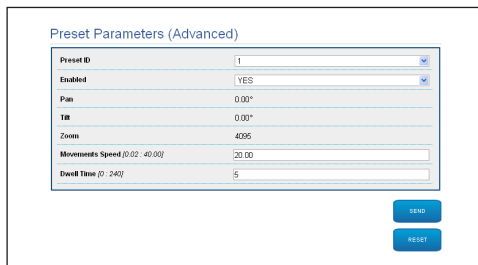 Preset Parameters (Advanced)
Preset ID 1
Enabled YES
Pan 0.00°
Tilt 0.00°
Zoom 4095
Movements Speed [0.02 : 40.00] 20.00
Dwell Time [0 : 240] 5
SEND
RESET